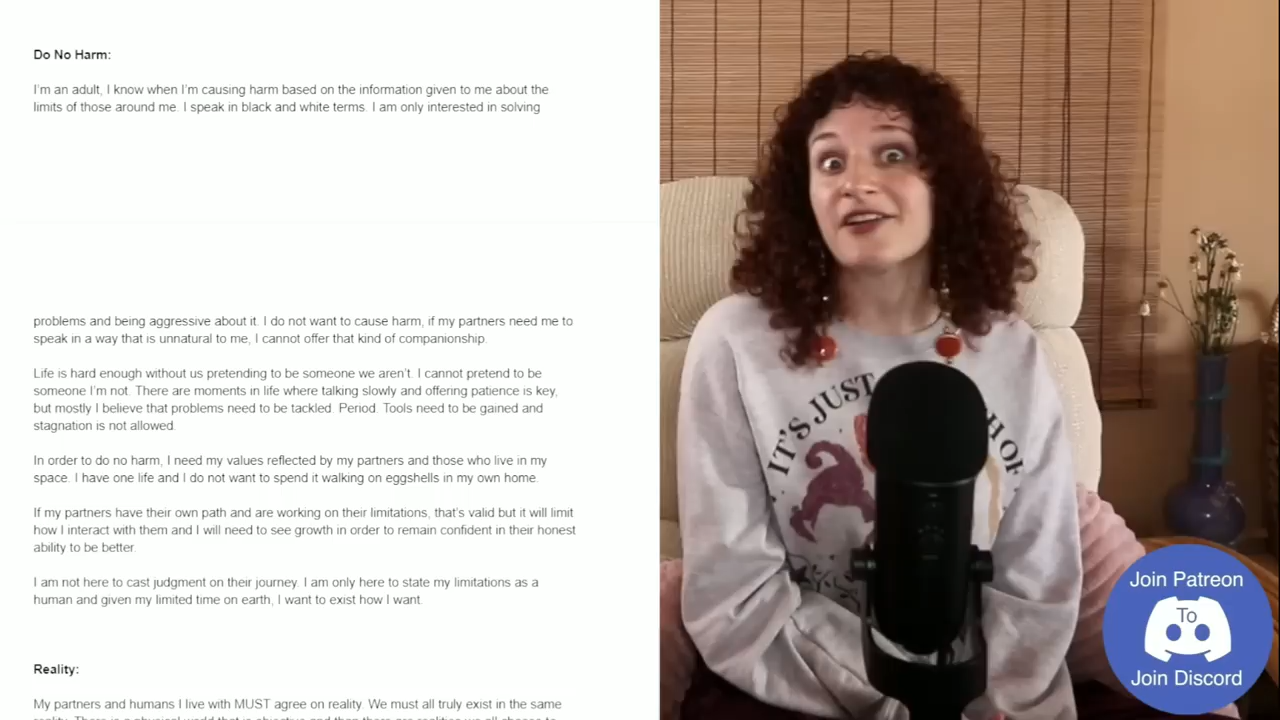 Do No Harm:
I'm an adult, I know when I'm causing harm based on the information given to me about the
limits of those around me. I speak in black and white terms. I am only interested in solving
problems and being aggressive about it. I do not want to cause harm, if my partners need me to
speak in a way that is unnatural to me, I cannot offer that kind of companionship.
Life is hard enough without us pretending to be someone we aren't. I cannot pretend to be
someone I'm not. There are moments in life where talking slowly and offering patience is key,
but mostly I believe that problems need to be tackled. Period. Tools need to be gained and
stagnation is not allowed.
In order to do no harm, I need my values reflected by my partners and those who live in my
space. I have one life and I do not want to spend it walking on eggshells in my own home.
If my partners have their own path and are working on their limitations, that's valid but it will limit
how I interact with them and I will need to see growth in order to remain confident in their honest
ability to be better.
I am not here to cast judgment on their journey. I am only here to state my limitations as a
human and given my limited time on earth, I want to exist how I want.
Reality:
My partners and humans I live with MUST agree on reality. We must all truly exist in the same
IT'S JUST
OF
Join Patreon
To
Join Discord